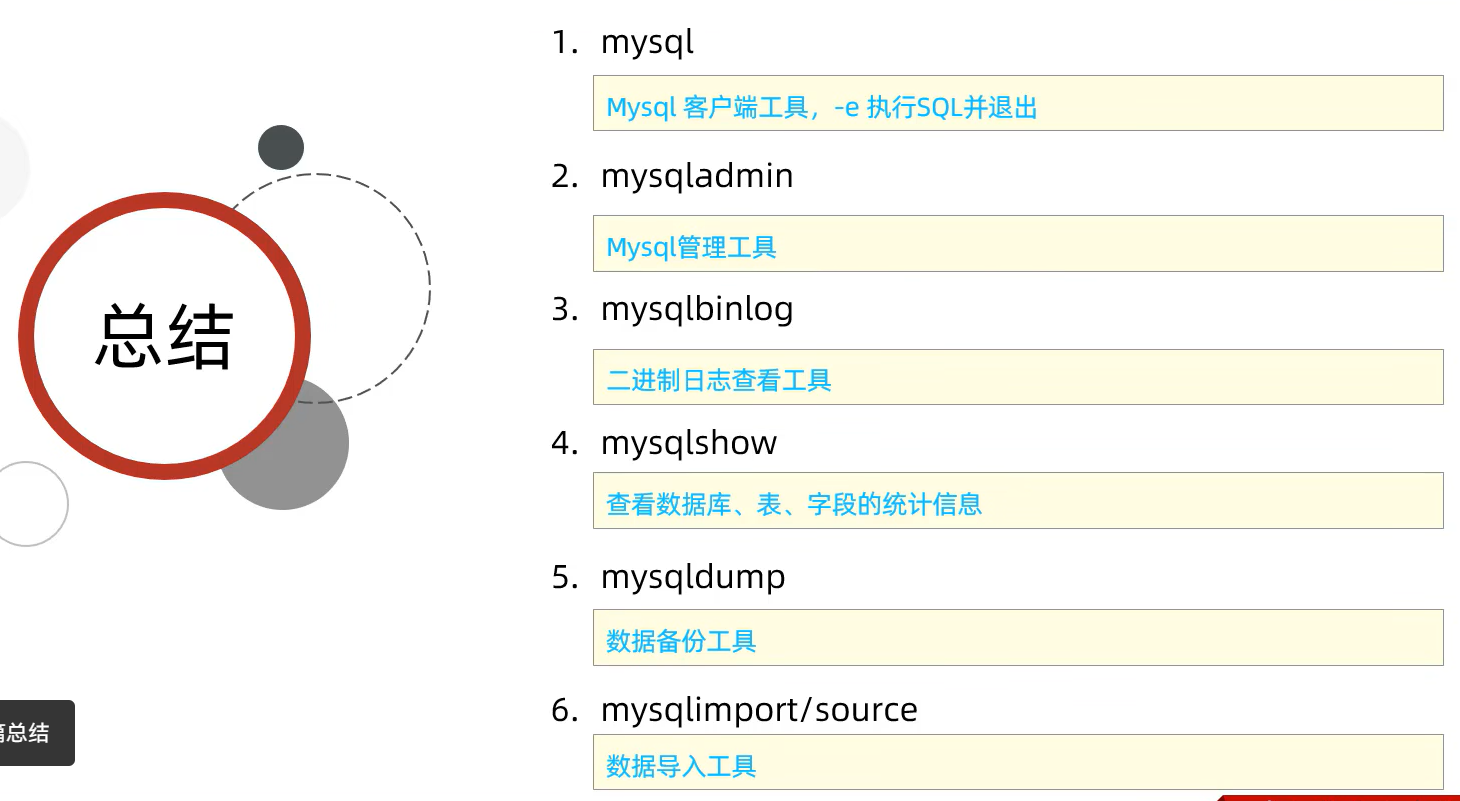 总结
1. mysql
Mysql 客户端工具，-e 执行SQL并退出
2. mysqladmin
Mysql管理工具
3. mysqlbinlog
二进制日志查看工具
4. mysqlshow
查看数据库、表、字段的统计信息
5. mysqldump
数据备份工具
6. mysqlimport/source
数据导入工具
总结